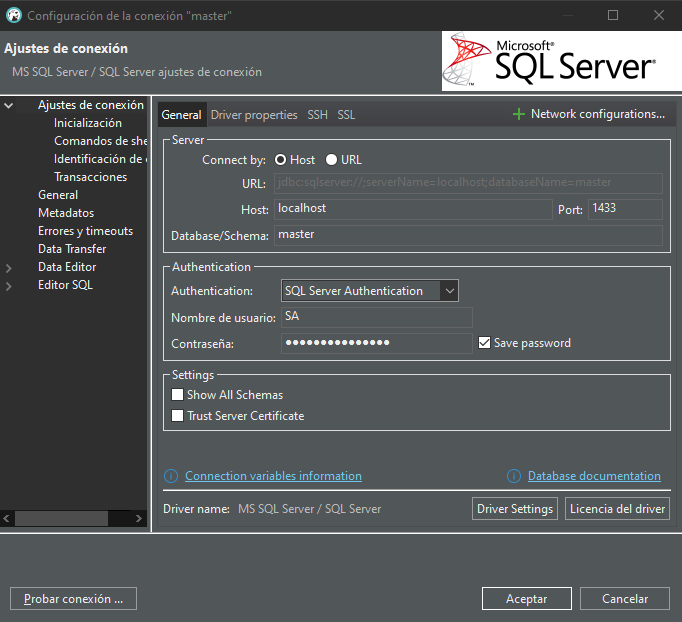 Configuración de la conexión "master"
Ajustes de conexión
MS SQL Server / SQL Server ajustes de conexión
Microsoft®
SQL Server®
Ajustes de conexión
Inicialización
Comandos de she
Identificación de
Transacciones
General
Metadatos
Errores y timeouts
Data Transfer
Data Editor
Editor SQL
General Driver properties SSH SSL
Network configurations...
Server
Connect by: Host URL
URL: jdbc:sqlserver://;serverName=localhost;databaseName=master
Host: localhost Port: 1433
Database/Schema: master
Authentication
Authentication: SQL Server Authentication
Nombre de usuario: SA
Contraseña: ●●●●●●●●●●●●●●● Save password
Settings
Show All Schemas
Trust Server Certificate
Connection variables information Database documentation
Driver name: MS SQL Server / SQL Server Driver Settings Licencia del driver
Probar conexión ... Aceptar Cancelar